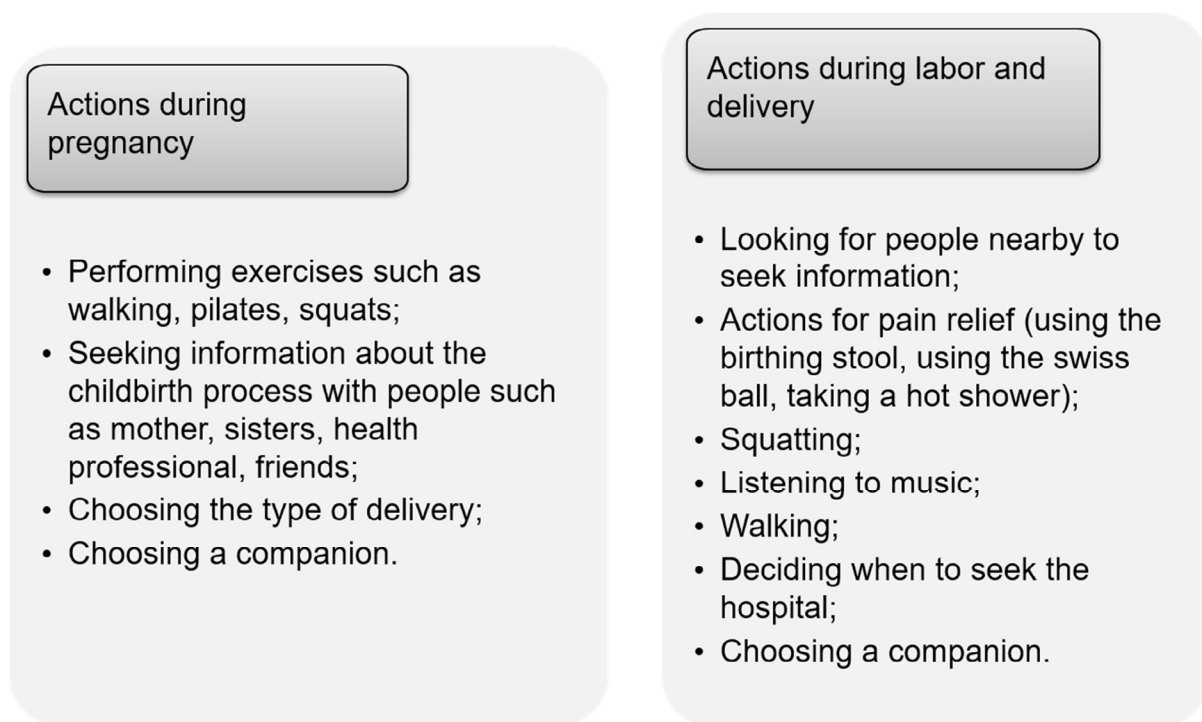 Actions during
pregnancy
• Performing exercises such as
walking, pilates, squats;
• Seeking information about the
childbirth process with people such
as mother, sisters, health
professional, friends;
• Choosing the type of delivery;
• Choosing a companion.
Actions during labor and
delivery
• Looking for people nearby to
seek information;
• Actions for pain relief (using the
birthing stool, using the swiss
ball, taking a hot shower);
• Squatting;
• Listening to music;
• Walking;
• Deciding when to seek the
hospital;
• Choosing a companion.